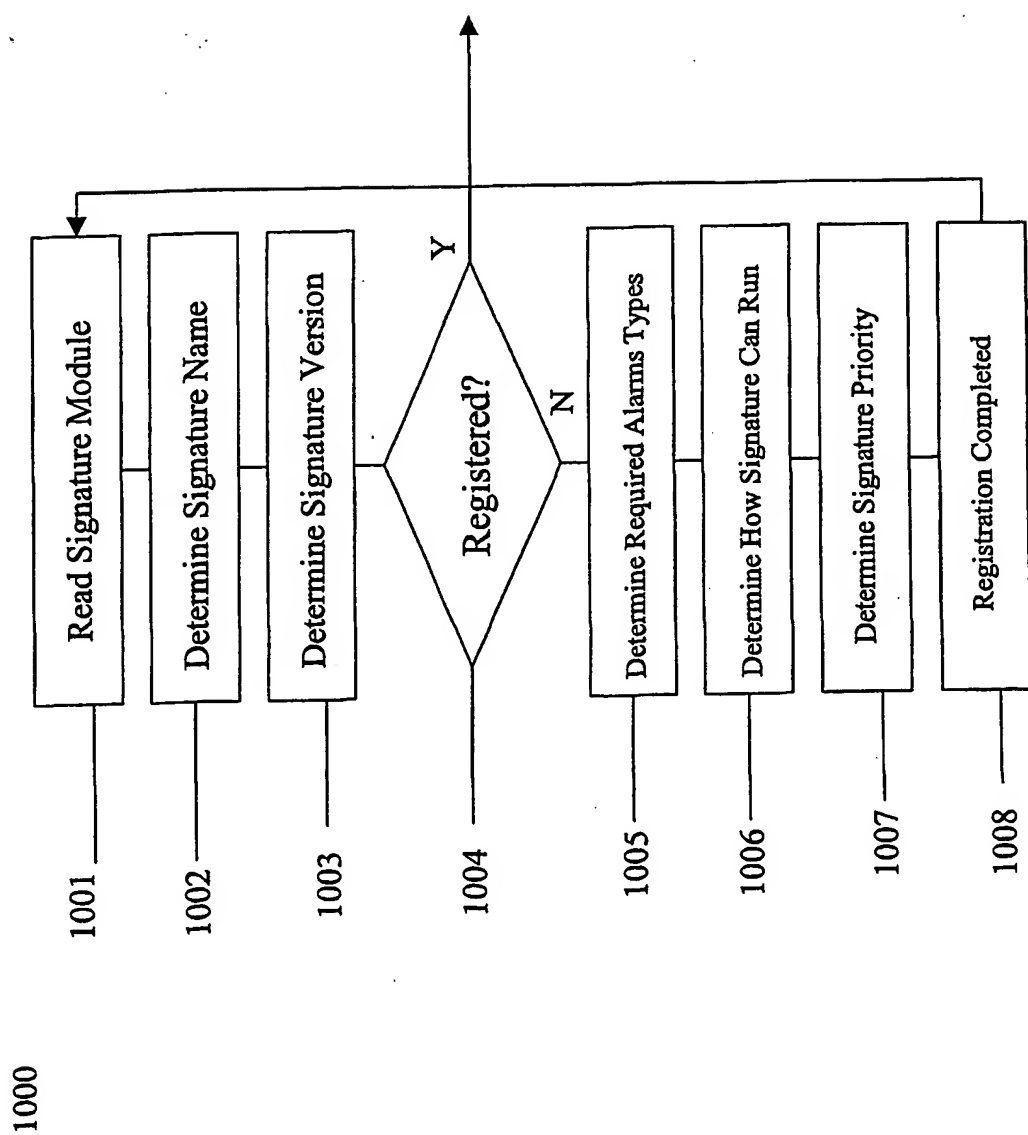 1000
1001
Read Signature Module
1002
Determine Signature Name
1003
Determine Signature Version
1004
Registered?
Y
N
1005
Determine Required Alarms Types
1006
Determine How Signature Can Run
1007
Determine Signature Priority
1008
Registration Completed